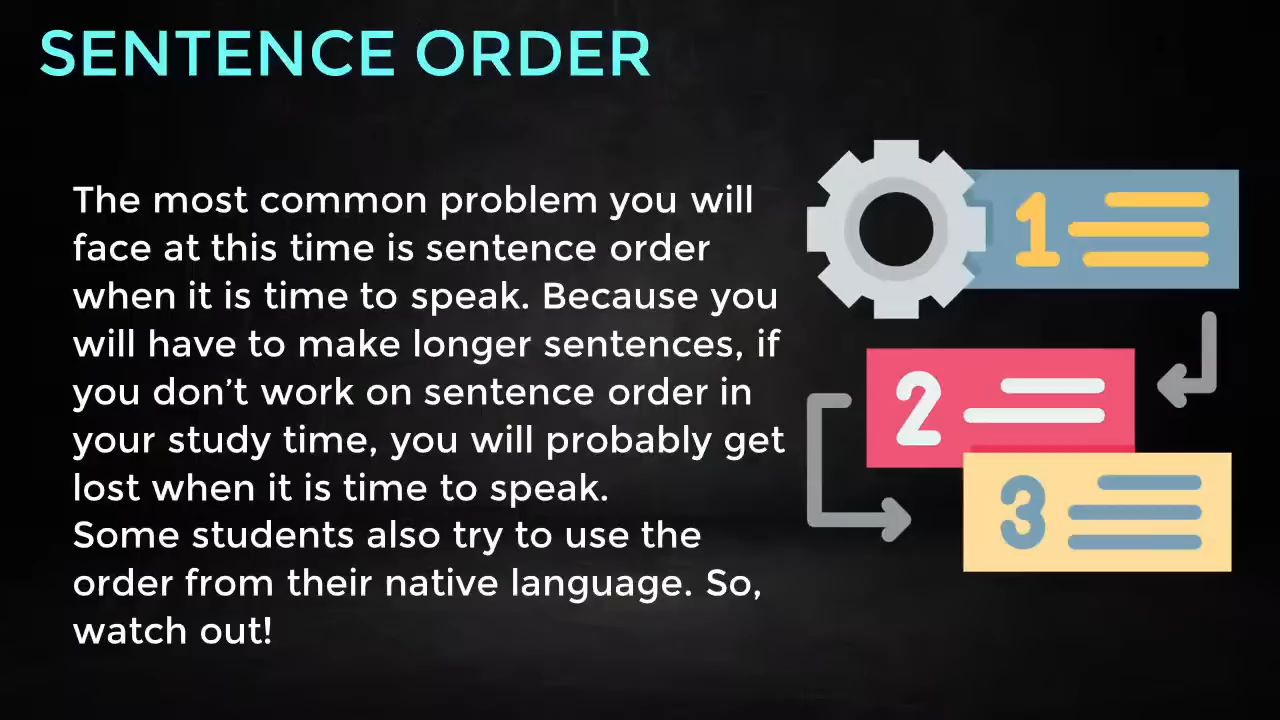 SENTENCE ORDER
The most common problem you will
face at this time is sentence order
when it is time to speak. Because you
will have to make longer sentences, if
you don’t work on sentence order in
your study time, you will probably get
lost when it is time to speak.
Some students also try to use the
order from their native language. So,
watch out!
1
2
3